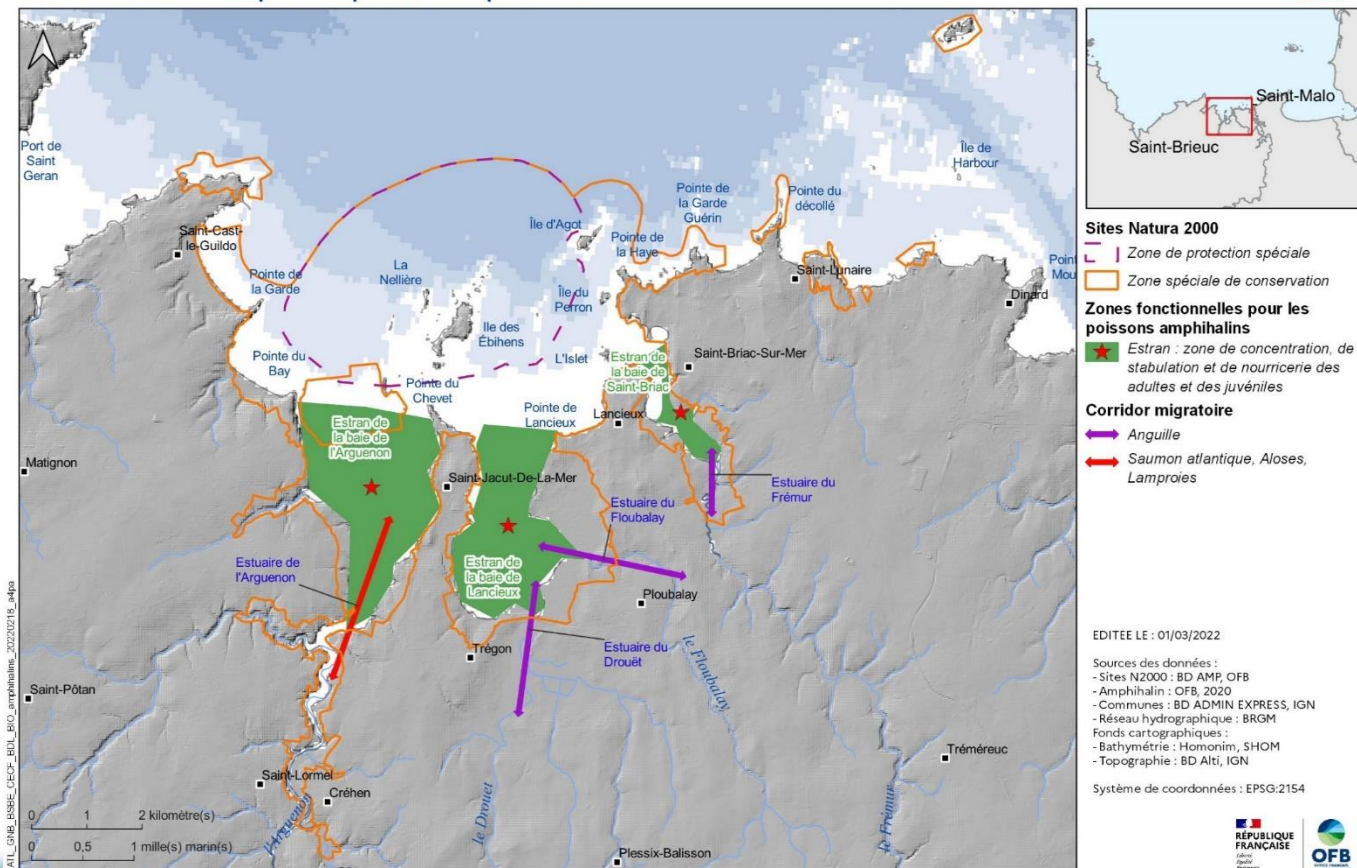 Port de
Saint
Geran
Saint-Cast-
le-Guildo
Pointe de
la Garde
La
Nellière
Île d'Agot
Pointe de
la Haye
Pointe de
la Garde
Guérin
Pointe du
décollé
Île de
Harbour
Saint-Lunaire
Dinard
Île du
Perron
Ile des
Ébihens
L'Islet
Pointe du
Bay
Pointe du
Chevet
Pointe de
Lancieux
Lancieux
Estran de
la baie de
Saint-Briac
Saint-Briac-Sur-Mer
Matignon
Estran de
la baie de
l'Arguenon
Saint-Jacut-De-La-Mer
Estuaire du
Frémur
Estuaire du
Floubalay
Estran de
la baie de
Lancieux
Estuaire de
l'Arguenon
Ploubalay
Estuaire du
Drouët
Trégon
le Floubalay
Saint-Pôtan
Saint-Lormel
Créhen
l'Arguenon
le Drouet
le Frémur
Tréméreuc
Plessix-Balisson
0 1 2 kilomètre(s)
0 0,5 1 mille(s) marin(s)
ATL_GNB_BSBE_CECF_BDL_BIO_amphihalins_20220218_a4pa
Saint-Malo
Saint-Brieuc
Sites Natura 2000
Zone de protection spéciale
Zone spéciale de conservation
Zones fonctionnelles pour les
poissons amphihalins
Estran : zone de concentration, de
stabulation et de nourricerie des
adultes et des juvéniles
Corridor migratoire
Anguille
Saumon atlantique, Aloses,
Lamproies
EDITEE LE : 01/03/2022
Sources des données :
- Sites N2000 : BD AMP, OFB
- Amphihalin : OFB, 2020
- Communes : BD ADMIN EXPRESS, IGN
- Réseau hydrographique : BRGM
Fonds cartographiques :
- Bathymétrie : Homonim, SHOM
- Topographie : BD Alti, IGN
Système de coordonnées : EPSG:2154
RÉPUBLIQUE
FRANÇAISE
Liberté
Égalité
OFB